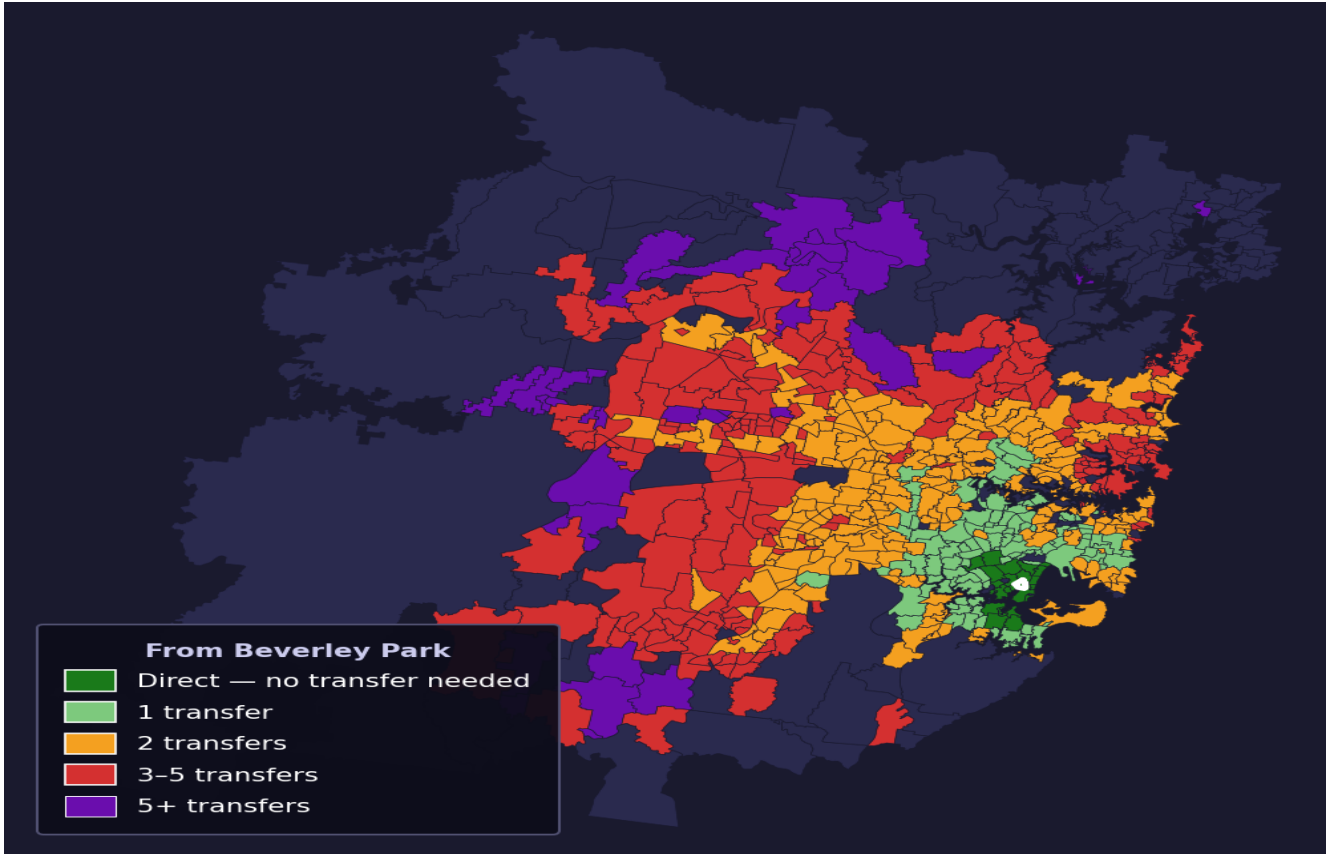 From Beverley Park
Direct — no transfer needed
1 transfer
2 transfers
3–5 transfers
5+ transfers